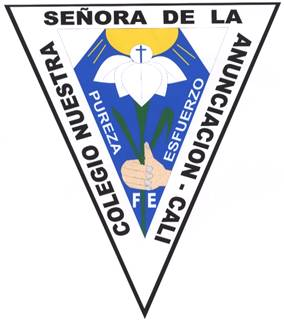 COLEGIO NUESTRA
SEÑORA DE LA
ANUNCIACION - CALI
PUREZA
ESFUERZO
FE